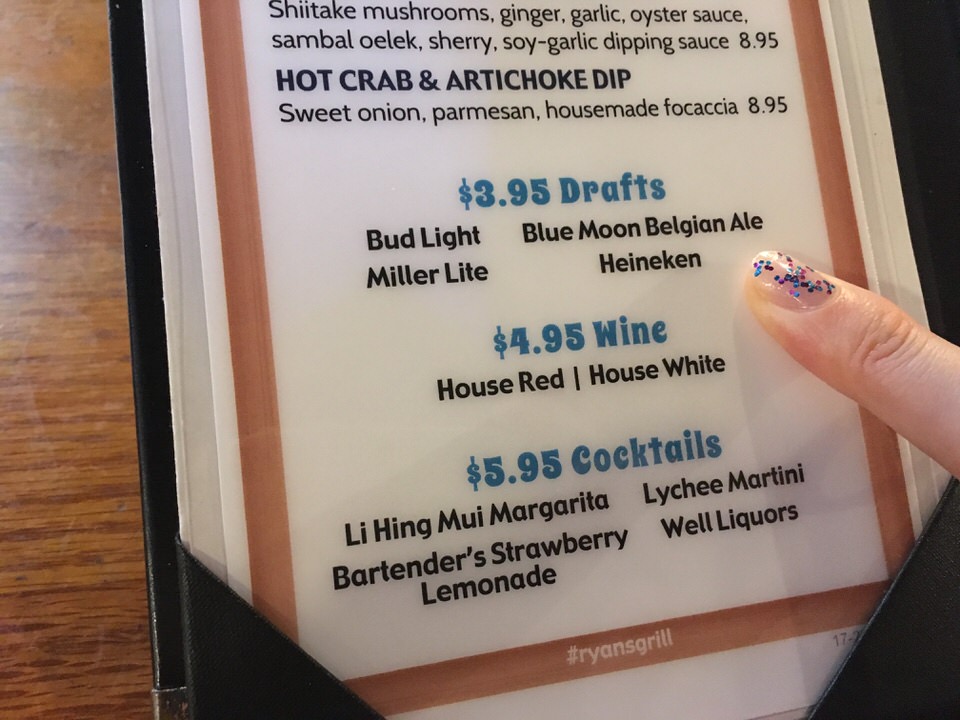 Shiitake mushrooms, ginger, garlic, oyster sauce,
sambal oelek, sherry, soy-garlic dipping sauce 8.95
HOT CRAB & ARTICHOKE DIP
Sweet onion, parmesan, housemade focaccia 8.95
$3.95 Drafts
Bud Light Blue Moon Belgian Ale
Miller Lite Heineken
$4.95 Wine
House Red | House White
$5.95 Cocktails
Li Hing Mui Margarita Lychee Martini
Bartender's Strawberry Well Liquors
Lemonade
#ryansgrill